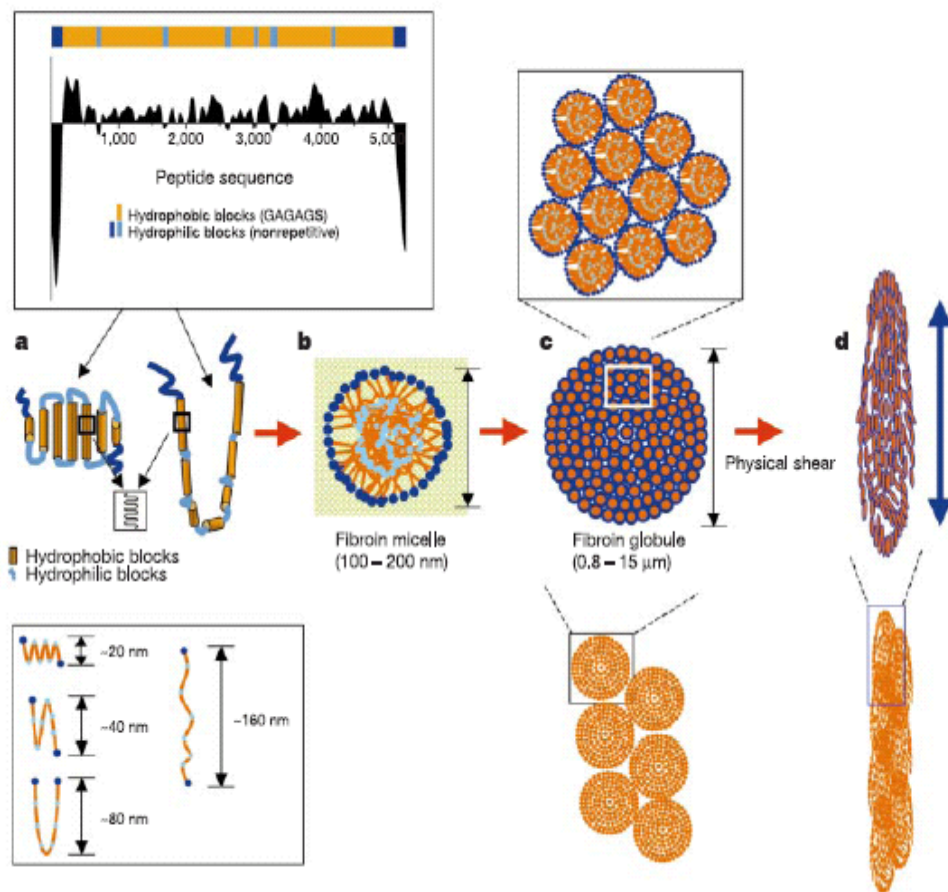 1,000 2,000 3,000 4,000 5,000
Peptide sequence
Hydrophobic blocks (GAGAGS)
Hydrophilic blocks (nonrepetitive)
a
b
c
d
Physical shear
Fibroin micelle
(100 – 200 nm)
Fibroin globule
(0.8 – 15 μm)
Hydrophobic blocks
Hydrophilic blocks
~20 nm
~40 nm
~160 nm
~80 nm